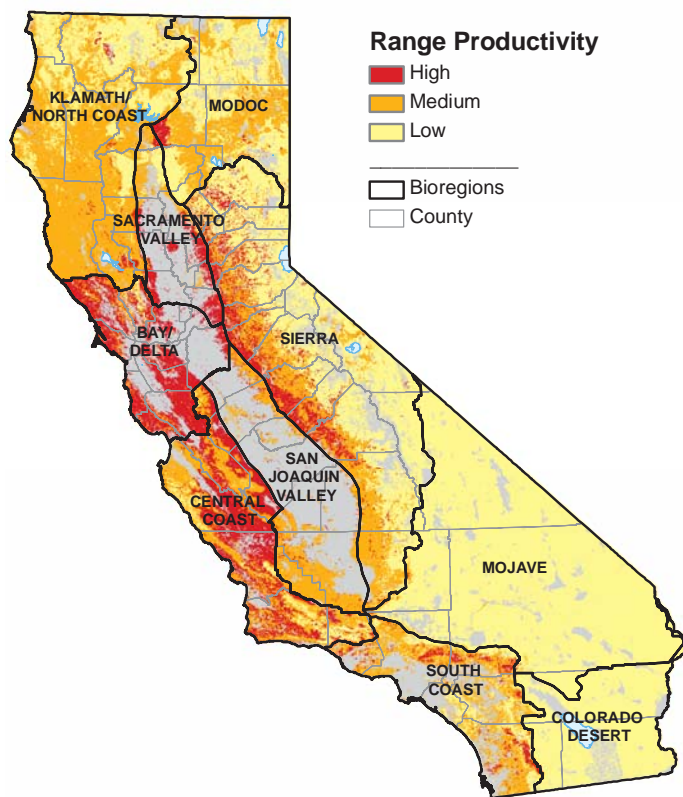 Range Productivity
High
Medium
Low
Bioregions
County
KLAMATH/
NORTH COAST
MODOC
SACRAMENTO
VALLEY
BAY/
DELTA
SIERRA
SAN
JOAQUIN
VALLEY
CENTRAL
COAST
MOJAVE
SOUTH
COAST
COLORADO
DESERT